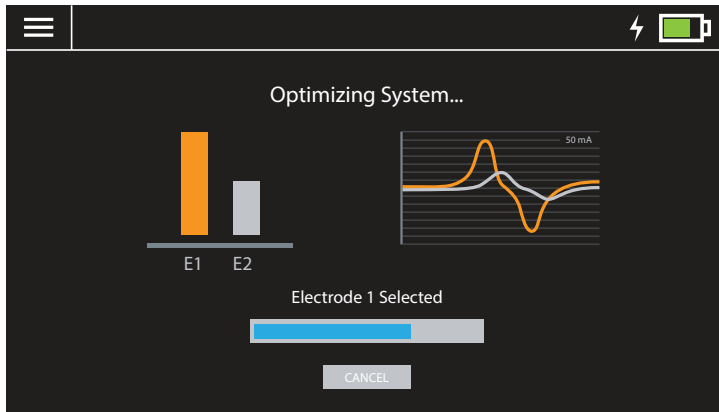 Optimizing System...
50 mA
E1 E2
Electrode 1 Selected
CANCEL